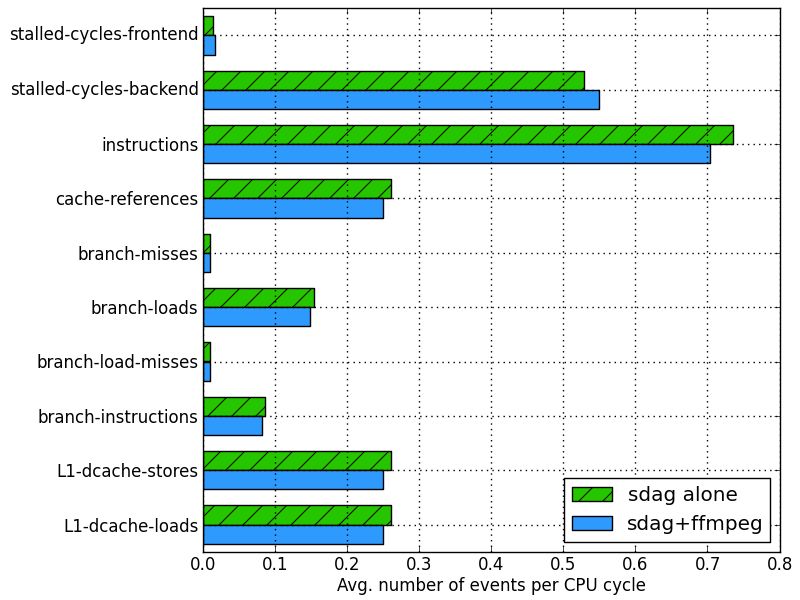 stalled-cycles-frontend
stalled-cycles-backend
instructions
cache-references
branch-misses
branch-loads
branch-load-misses
branch-instructions
L1-dcache-stores
L1-dcache-loads
sdag alone
sdag+ffmpeg
0.0 0.1 0.2 0.3 0.4 0.5 0.6 0.7 0.8
Avg. number of events per CPU cycle